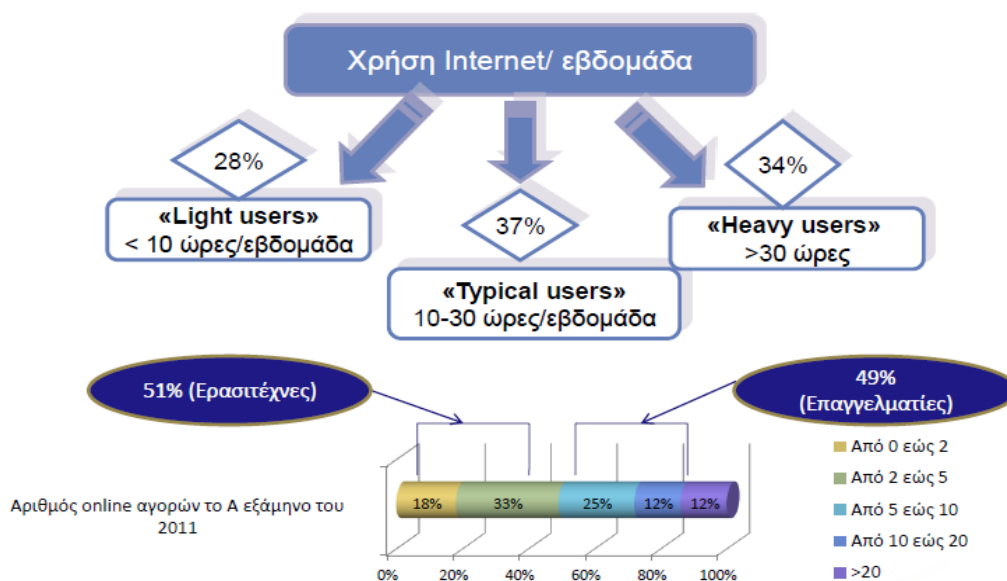 Χρήση Internet/ εβδομάδα
28%
«Light users»
< 10 ώρες/εβδομάδα
37%
«Typical users»
10-30 ώρες/εβδομάδα
34%
«Heavy users»
>30 ώρες
51% (Ερασιτέχνες)
49%
(Επαγγελματίες)
Αριθμός online αγορών το Α εξάμηνο του
2011
18% 33% 25% 12% 12%
0% 20% 40% 60% 80% 100%
Από 0 εώς 2
Από 2 εώς 5
Από 5 εώς 10
Από 10 εώς 20
>20